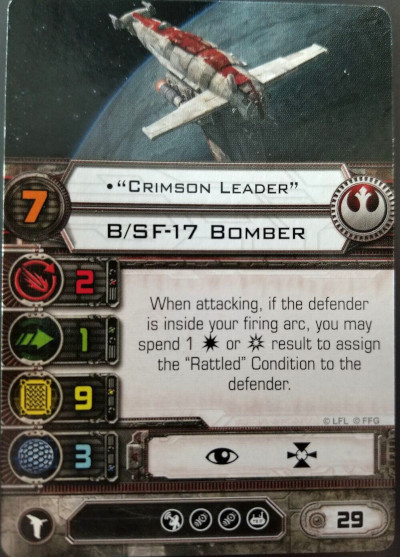 •“Crimson Leader”
7
B/SF-17 Bomber
2
1
9
3
When attacking, if the defender
is inside your firing arc, you may
spend 1 or result to assign
the “Rattled” Condition to the
defender.
© LFL © FFG
29